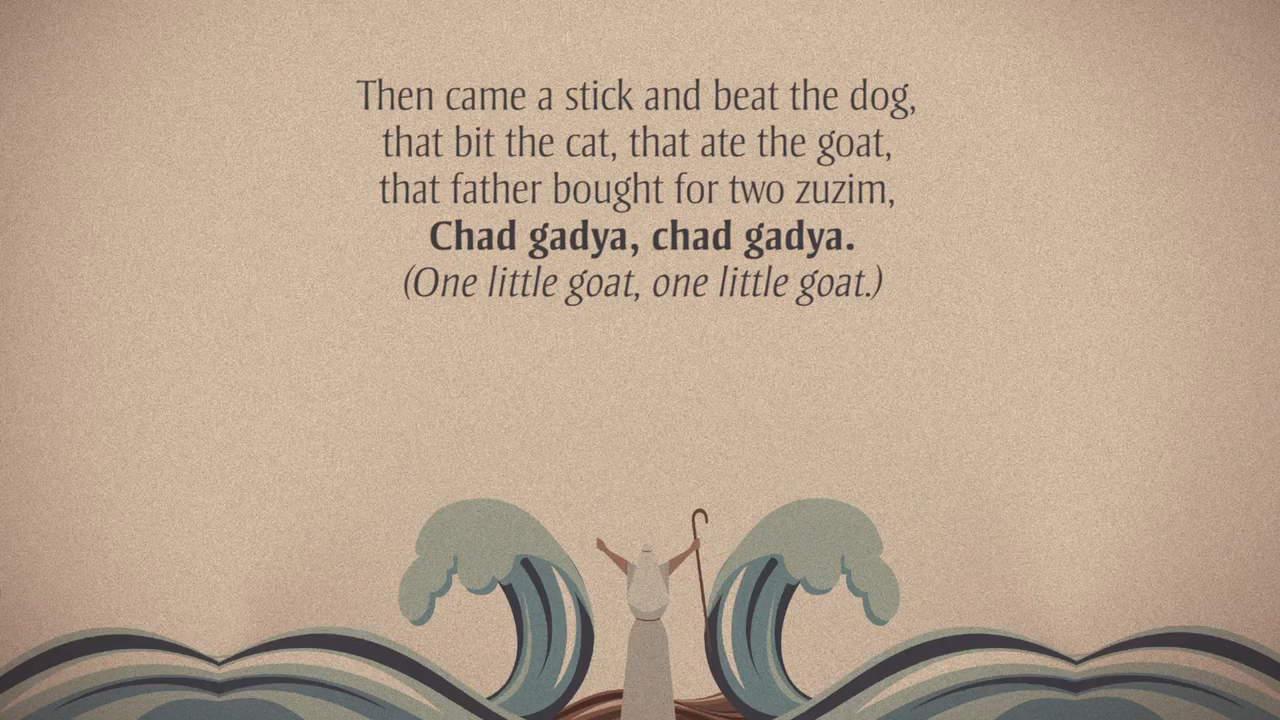 Then came a stick and beat the dog,
that bit the cat, that ate the goat,
that father bought for two zuzim,
Chad gadya, chad gadya.
(One little goat, one little goat.)